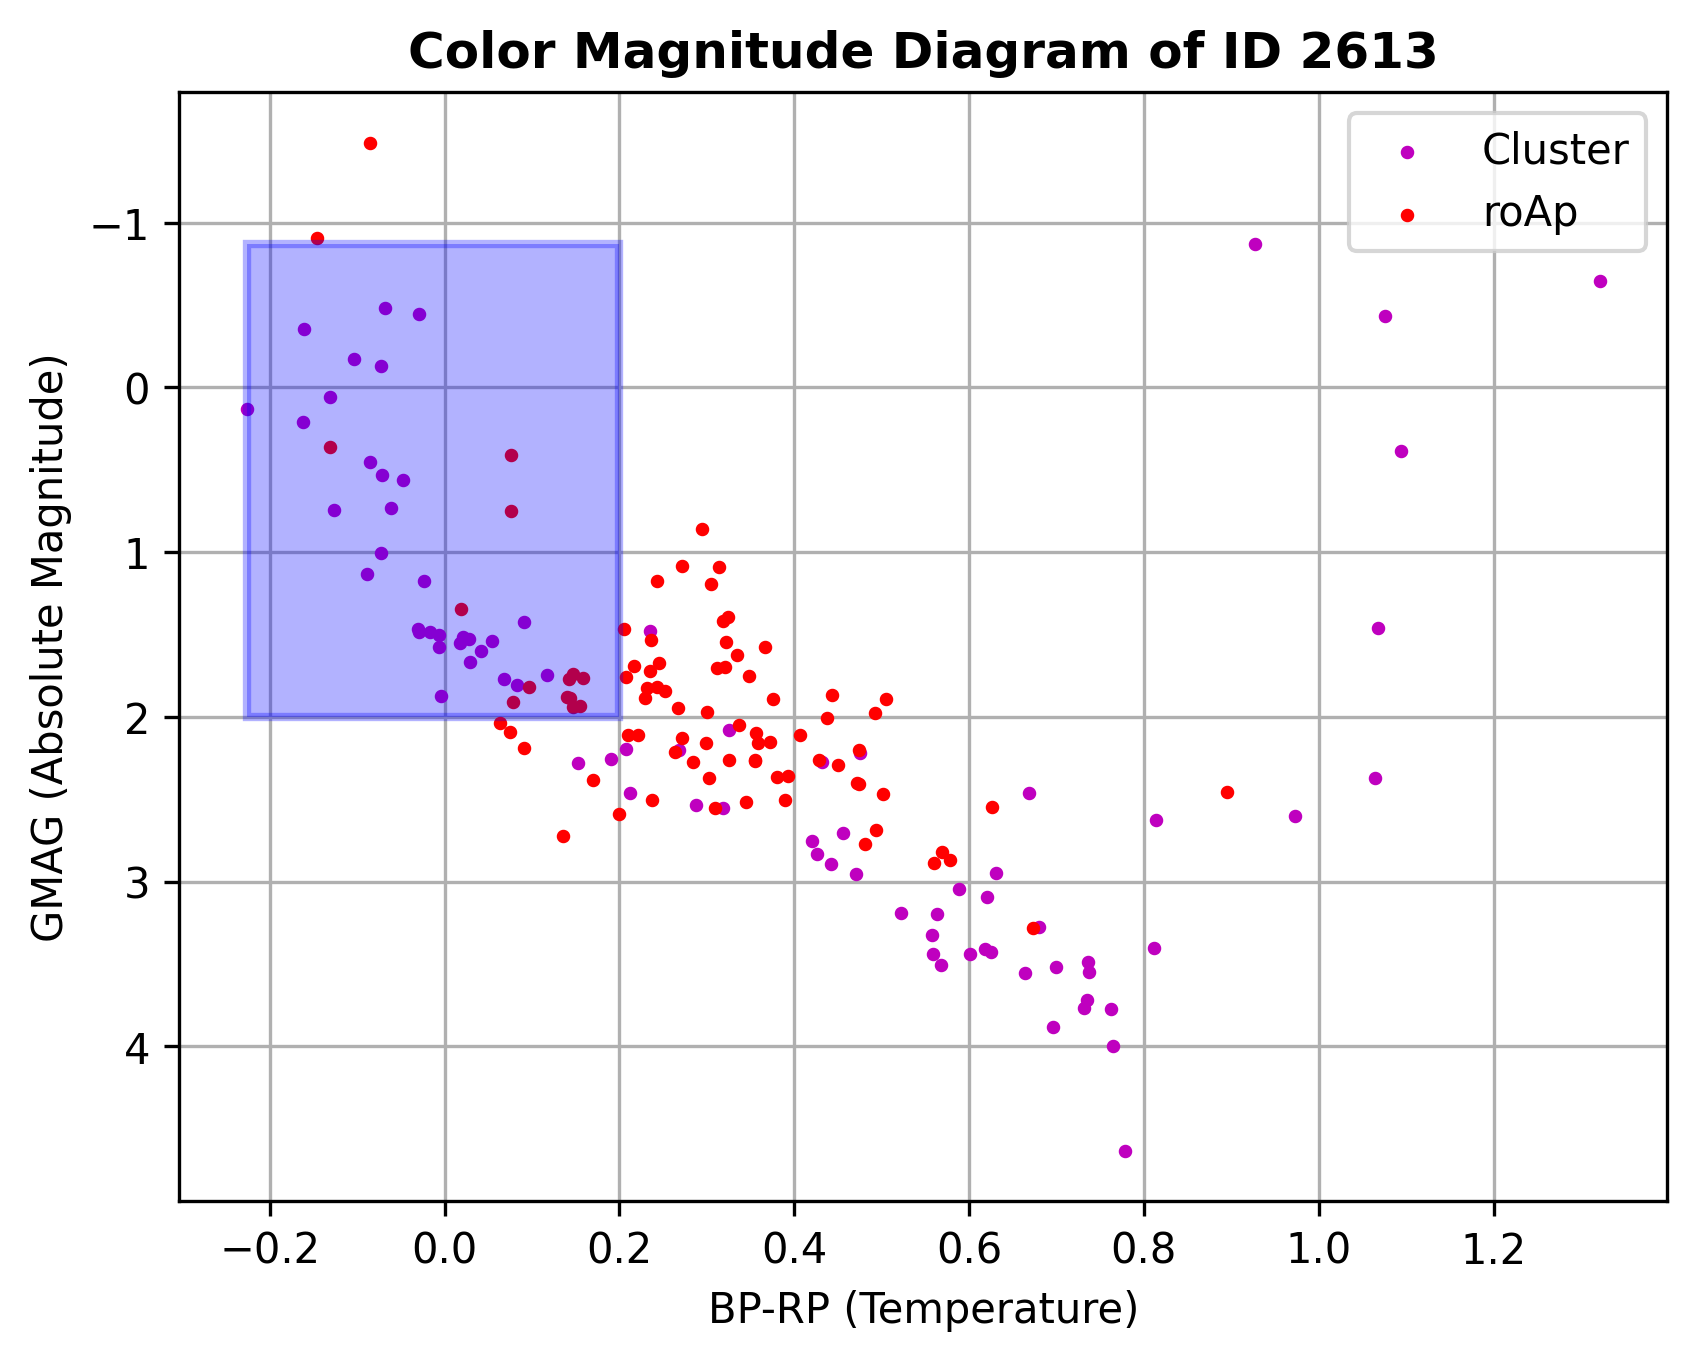 Color Magnitude Diagram of ID 2613
Cluster
roAp
GMAG (Absolute Magnitude)
−1
0
1
2
3
4
−0.2 0.0 0.2 0.4 0.6 0.8 1.0 1.2
BP-RP (Temperature)